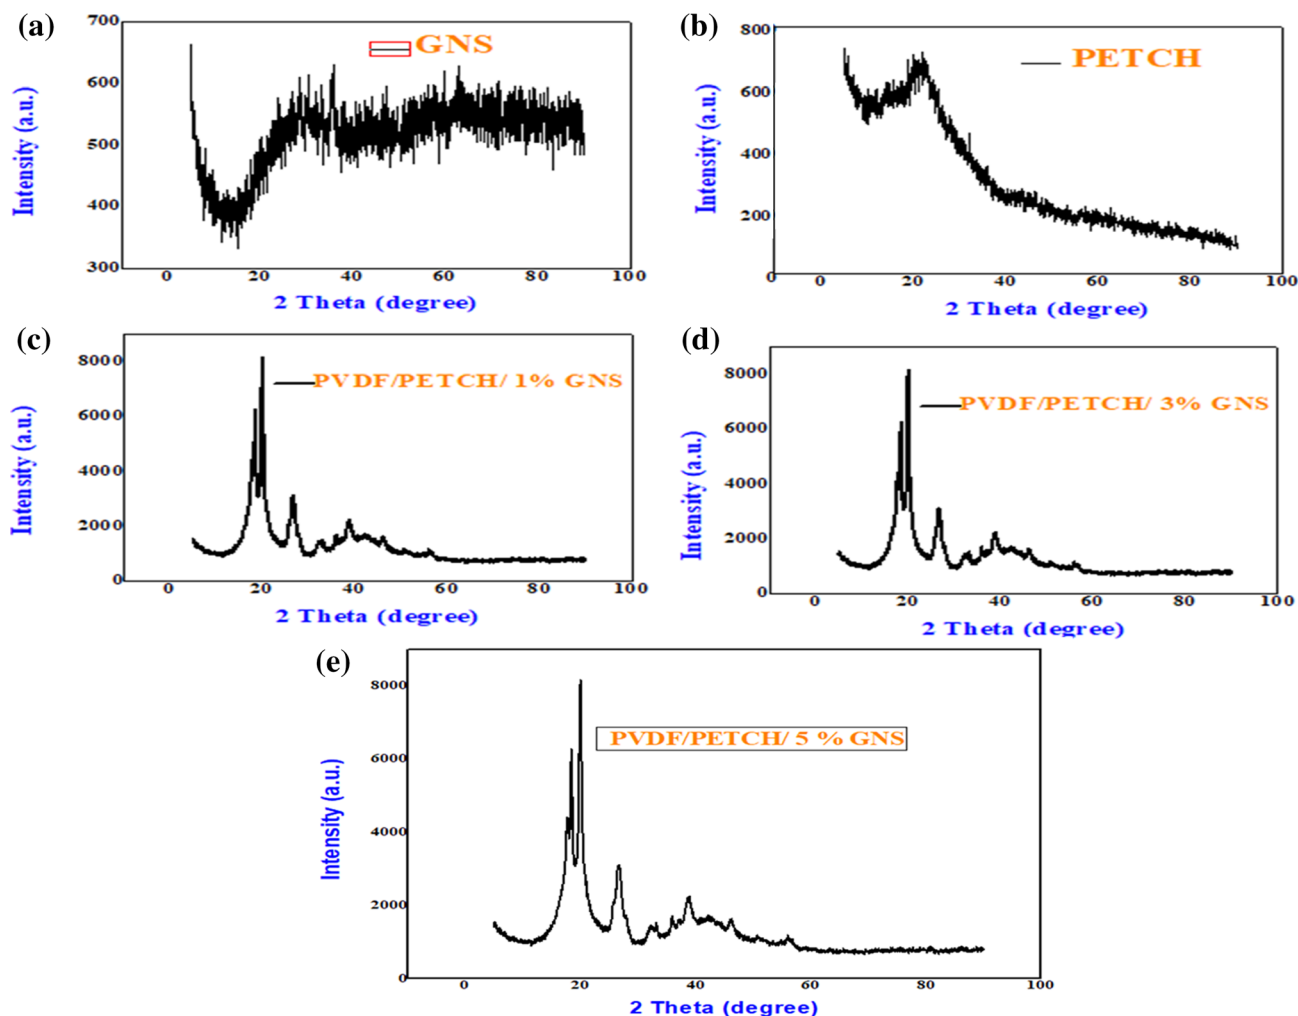 (a)
GNS
700
600
500
400
300
Intensity (a.u.)
0 20 40 60 80 100
2 Theta (degree)
(b)
PETCH
800
600
400
200
0
Intensity (a.u.)
0 20 40 60 80 100
2 Theta (degree)
(c)
PVDF/PETCH/ 1% GNS
8000
6000
4000
2000
0
Intensity (a.u.)
0 20 40 60 80 100
2 Theta (degree)
(d)
PVDF/PETCH/ 3% GNS
8000
6000
4000
2000
0
Intensity (a.u.)
0 20 40 60 80 100
2 Theta (degree)
(e)
PVDF/PETCH/ 5 % GNS
8000
6000
4000
2000
0
Intensity (a.u.)
0 20 40 60 80 100
2 Theta (degree)